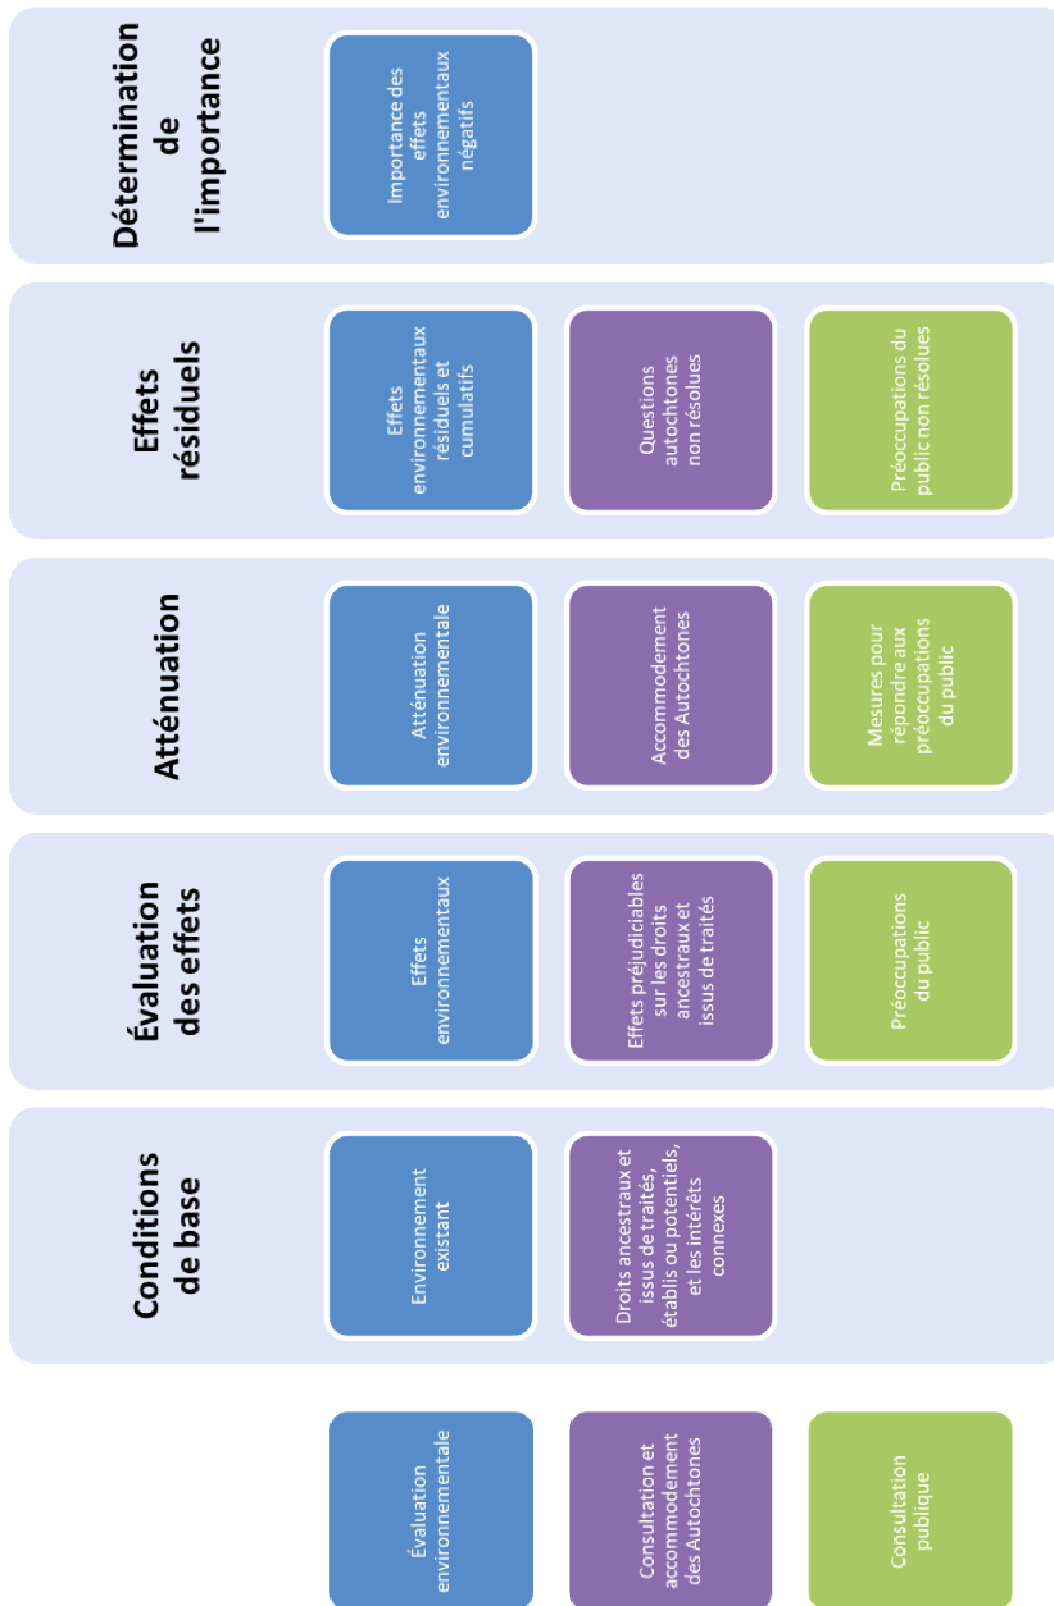 Conditions
de base
Évaluation
des effets
Atténuation
Effets
résiduels
Détermination
de
l'importance
Évaluation
environnementale
Environnement
existant
Effets
environnementaux
Atténuation
environnementale
Effets
environnementaux
résiduels et
cumulatifs
Importance des
effets
environnementaux
négatifs
Consultation et
accommodement
des Autochtones
Droits ancestraux et
issus de traités,
établis ou potentiels,
et les intérêts
connexes
Effets préjudiciables
sur les droits
ancestraux et
issus de traités
Accommodement
des Autochtones
Questions
autochtones
non résolues
Consultation
publique
Préoccupations
du public
Mesures pour
répondre aux
préoccupations
du public
Préoccupations du
public non résolues